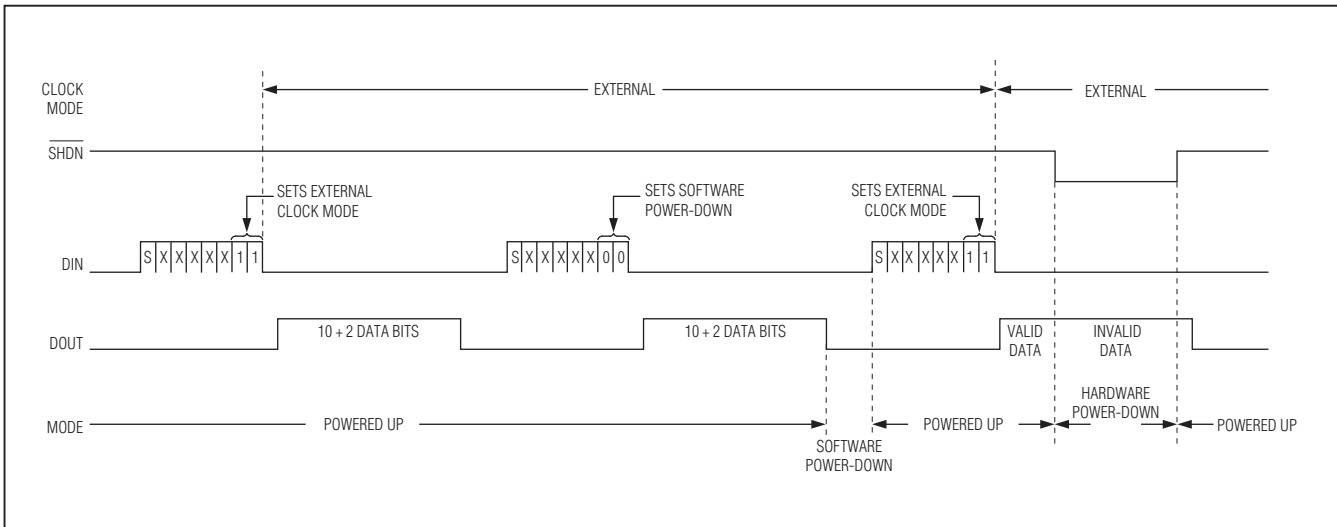 CLOCK
MODE
EXTERNAL
EXTERNAL
SHDN
SETS EXTERNAL
CLOCK MODE
SETS SOFTWARE
POWER-DOWN
SETS EXTERNAL
CLOCK MODE
DIN
S X X X X X 1 1
S X X X X X 0 0
S X X X X X 1 1
DOUT
10 + 2 DATA BITS
10 + 2 DATA BITS
VALID
DATA
INVALID
DATA
MODE
POWERED UP
SOFTWARE
POWER-DOWN
POWERED UP
HARDWARE
POWER-DOWN
POWERED UP